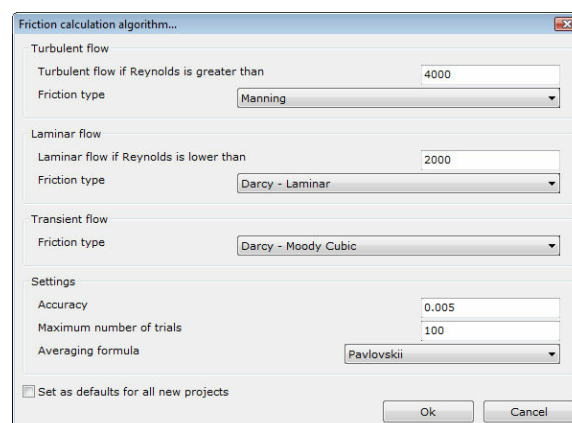 Friction calculation algorithm...
Turbulent flow
Turbulent flow if Reynolds is greater than 4000
Friction type Manning
Laminar flow
Laminar flow if Reynolds is lower than 2000
Friction type Darcy - Laminar
Transient flow
Friction type Darcy - Moody Cubic
Settings
Accuracy 0.005
Maximum number of trials 100
Averaging formula Pavlovskii
Set as defaults for all new projects
Ok Cancel